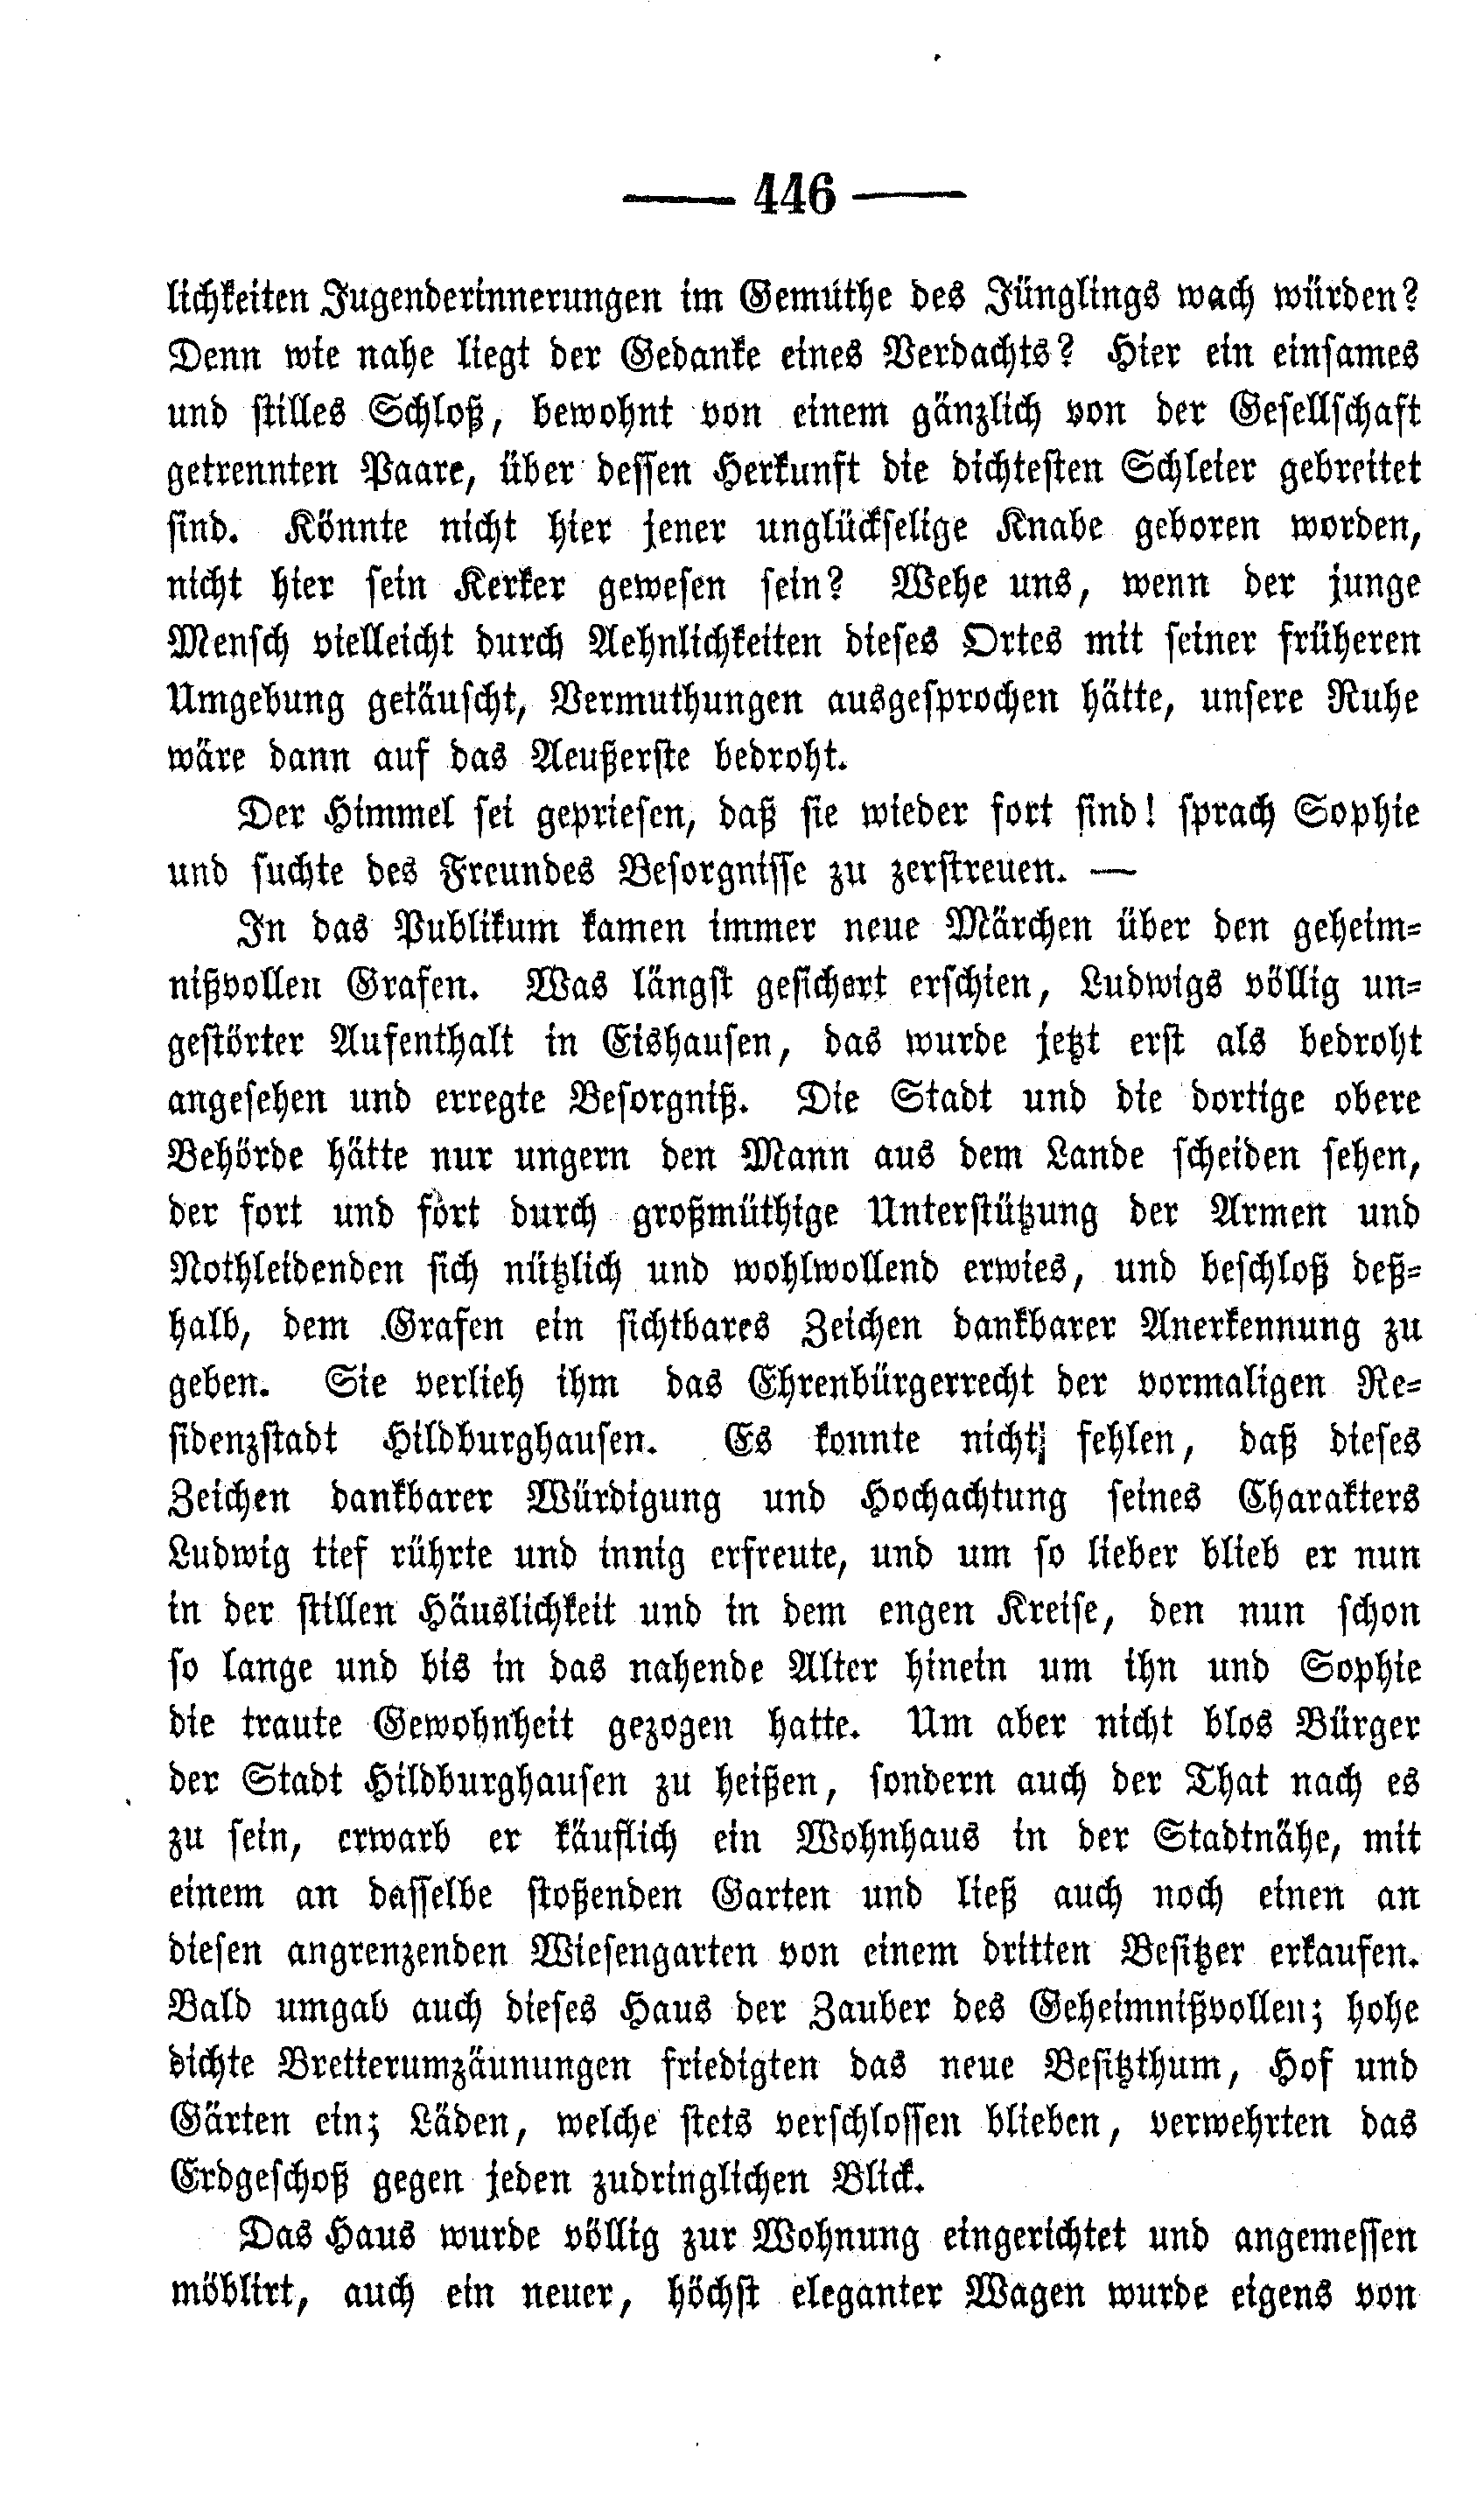 — 446 —
lichkeiten Jugenderinnerungen im Gemüthe des Jünglings wach würden?
Denn wie nahe liegt der Gedanke eines Verdachts? Hier ein einsames
und stilles Schloß, bewohnt von einem gänzlich von der Gesellschaft
getrennten Paare, über dessen Herkunft die dichtesten Schleier gebreitet
sind. Könnte nicht hier jener unglückselige Knabe geboren worden,
nicht hier sein Kerker gewesen sein? Wehe uns, wenn der junge
Mensch vielleicht durch Aehnlichkeiten dieses Ortes mit seiner früheren
Umgebung getäuscht, Vermuthungen ausgesprochen hätte, unsere Ruhe
wäre dann auf das Aeußerste bedroht.
Der Himmel sei gepriesen, daß sie wieder fort sind! sprach Sophie
und suchte des Freundes Besorgnisse zu zerstreuen. —
In das Publikum kamen immer neue Märchen über den geheim-
nißvollen Grafen. Was längst gesichert erschien, Ludwigs völlig un-
gestörter Aufenthalt in Eishausen, das wurde jetzt erst als bedroht
angesehen und erregte Besorgniß. Die Stadt und die dortige obere
Behörde hätte nur ungern den Mann aus dem Lande scheiden sehen,
der fort und fort durch großmüthige Unterstützung der Armen und
Nothleidenden sich nützlich und wohlwollend erwies, und beschloß deß-
halb, dem Grafen ein sichtbares Zeichen dankbarer Anerkennung zu
geben. Sie verlieh ihm das Ehrenbürgerrecht der vormaligen Re-
sidenzstadt Hildburghausen. Es konnte nicht fehlen, daß dieses
Zeichen dankbarer Würdigung und Hochachtung seines Charakters
Ludwig tief rührte und innig erfreute, und um so lieber blieb er nun
in der stillen Häuslichkeit und in dem engen Kreise, den nun schon
so lange und bis in das nahende Alter hinein um ihn und Sophie
die traute Gewohnheit gezogen hatte. Um aber nicht blos Bürger
der Stadt Hildburghausen zu heißen, sondern auch der That nach es
zu sein, erwarb er käuflich ein Wohnhaus in der Stadtnähe, mit
einem an dasselbe stoßenden Garten und ließ auch noch einen an
diesen angrenzenden Wiesengarten von einem dritten Besitzer erkaufen.
Bald umgab auch dieses Haus der Zauber des Geheimnißvollen; hohe
dichte Bretterumzäunungen friedigten das neue Besitzthum, Hof und
Gärten ein; Läden, welche stets verschlossen blieben, verwehrten das
Erdgeschoß gegen jeden zudringlichen Blick.
Das Haus wurde völlig zur Wohnung eingerichtet und angemessen
möblirt, auch ein neuer, höchst eleganter Wagen wurde eigens von